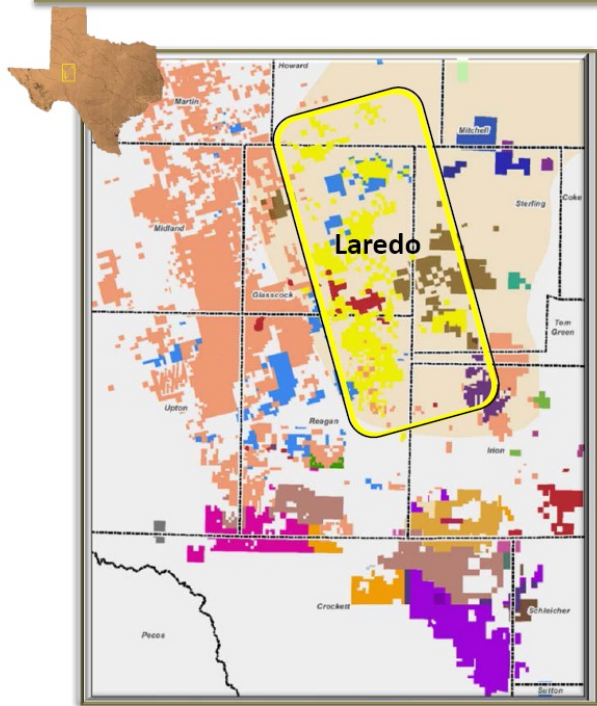 Howard
Martin
Mitchell
Sterling
Coke
Midland
Laredo
Glasscock
Tom
Green
Upton
Reagan
Irion
Crockett
Schleicher
Pecos
Sutton